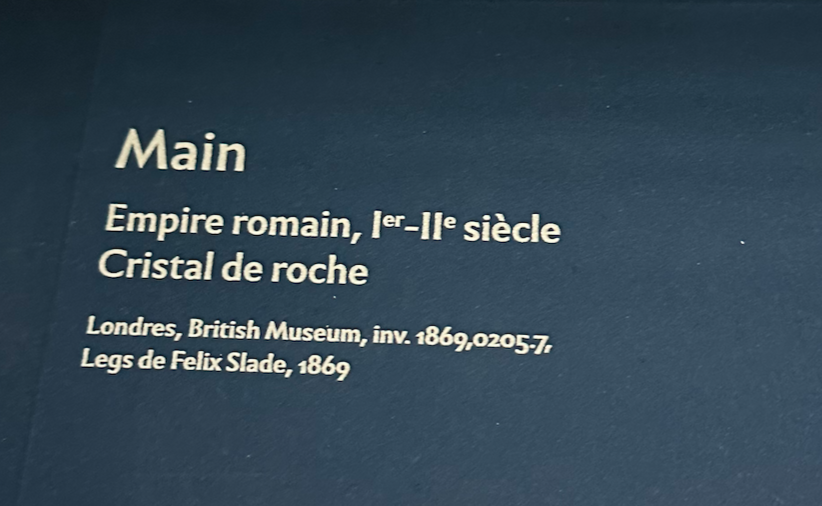 Main
Empire romain, Iᵉʳ-IIᵉ siècle
Cristal de roche
Londres, British Museum, inv. 1869,0205.7,
Legs de Felix Slade, 1869